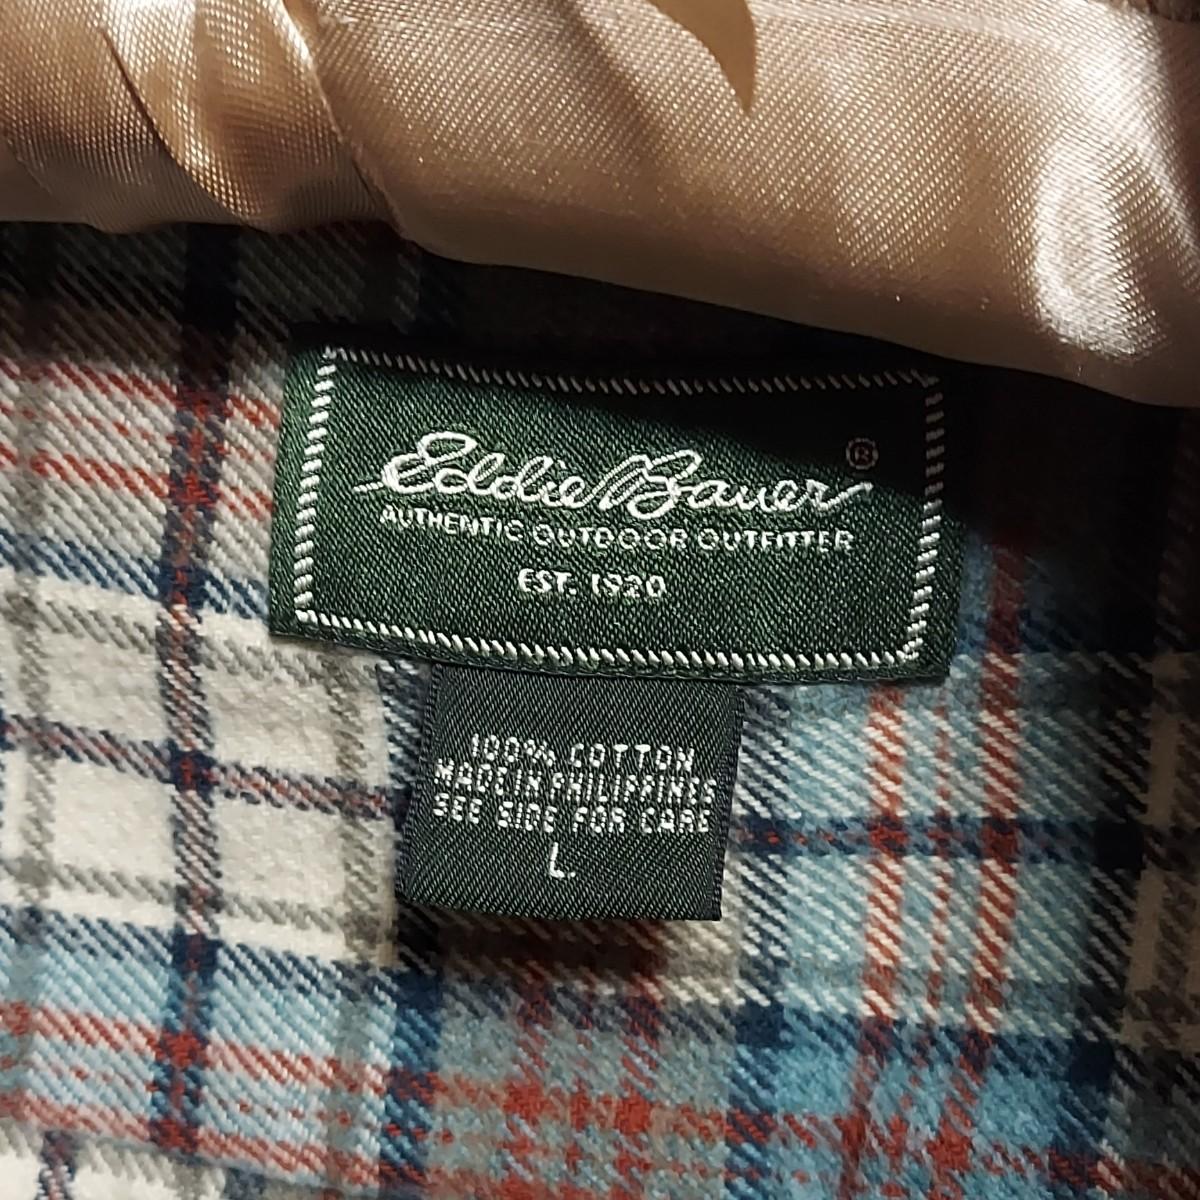 Eddie Bauer ®
AUTHENTIC OUTDOOR OUTFITTER
EST. 1920
100% COTTON
MADE IN PHILIPPINES
SEE SIDE FOR CARE
L.